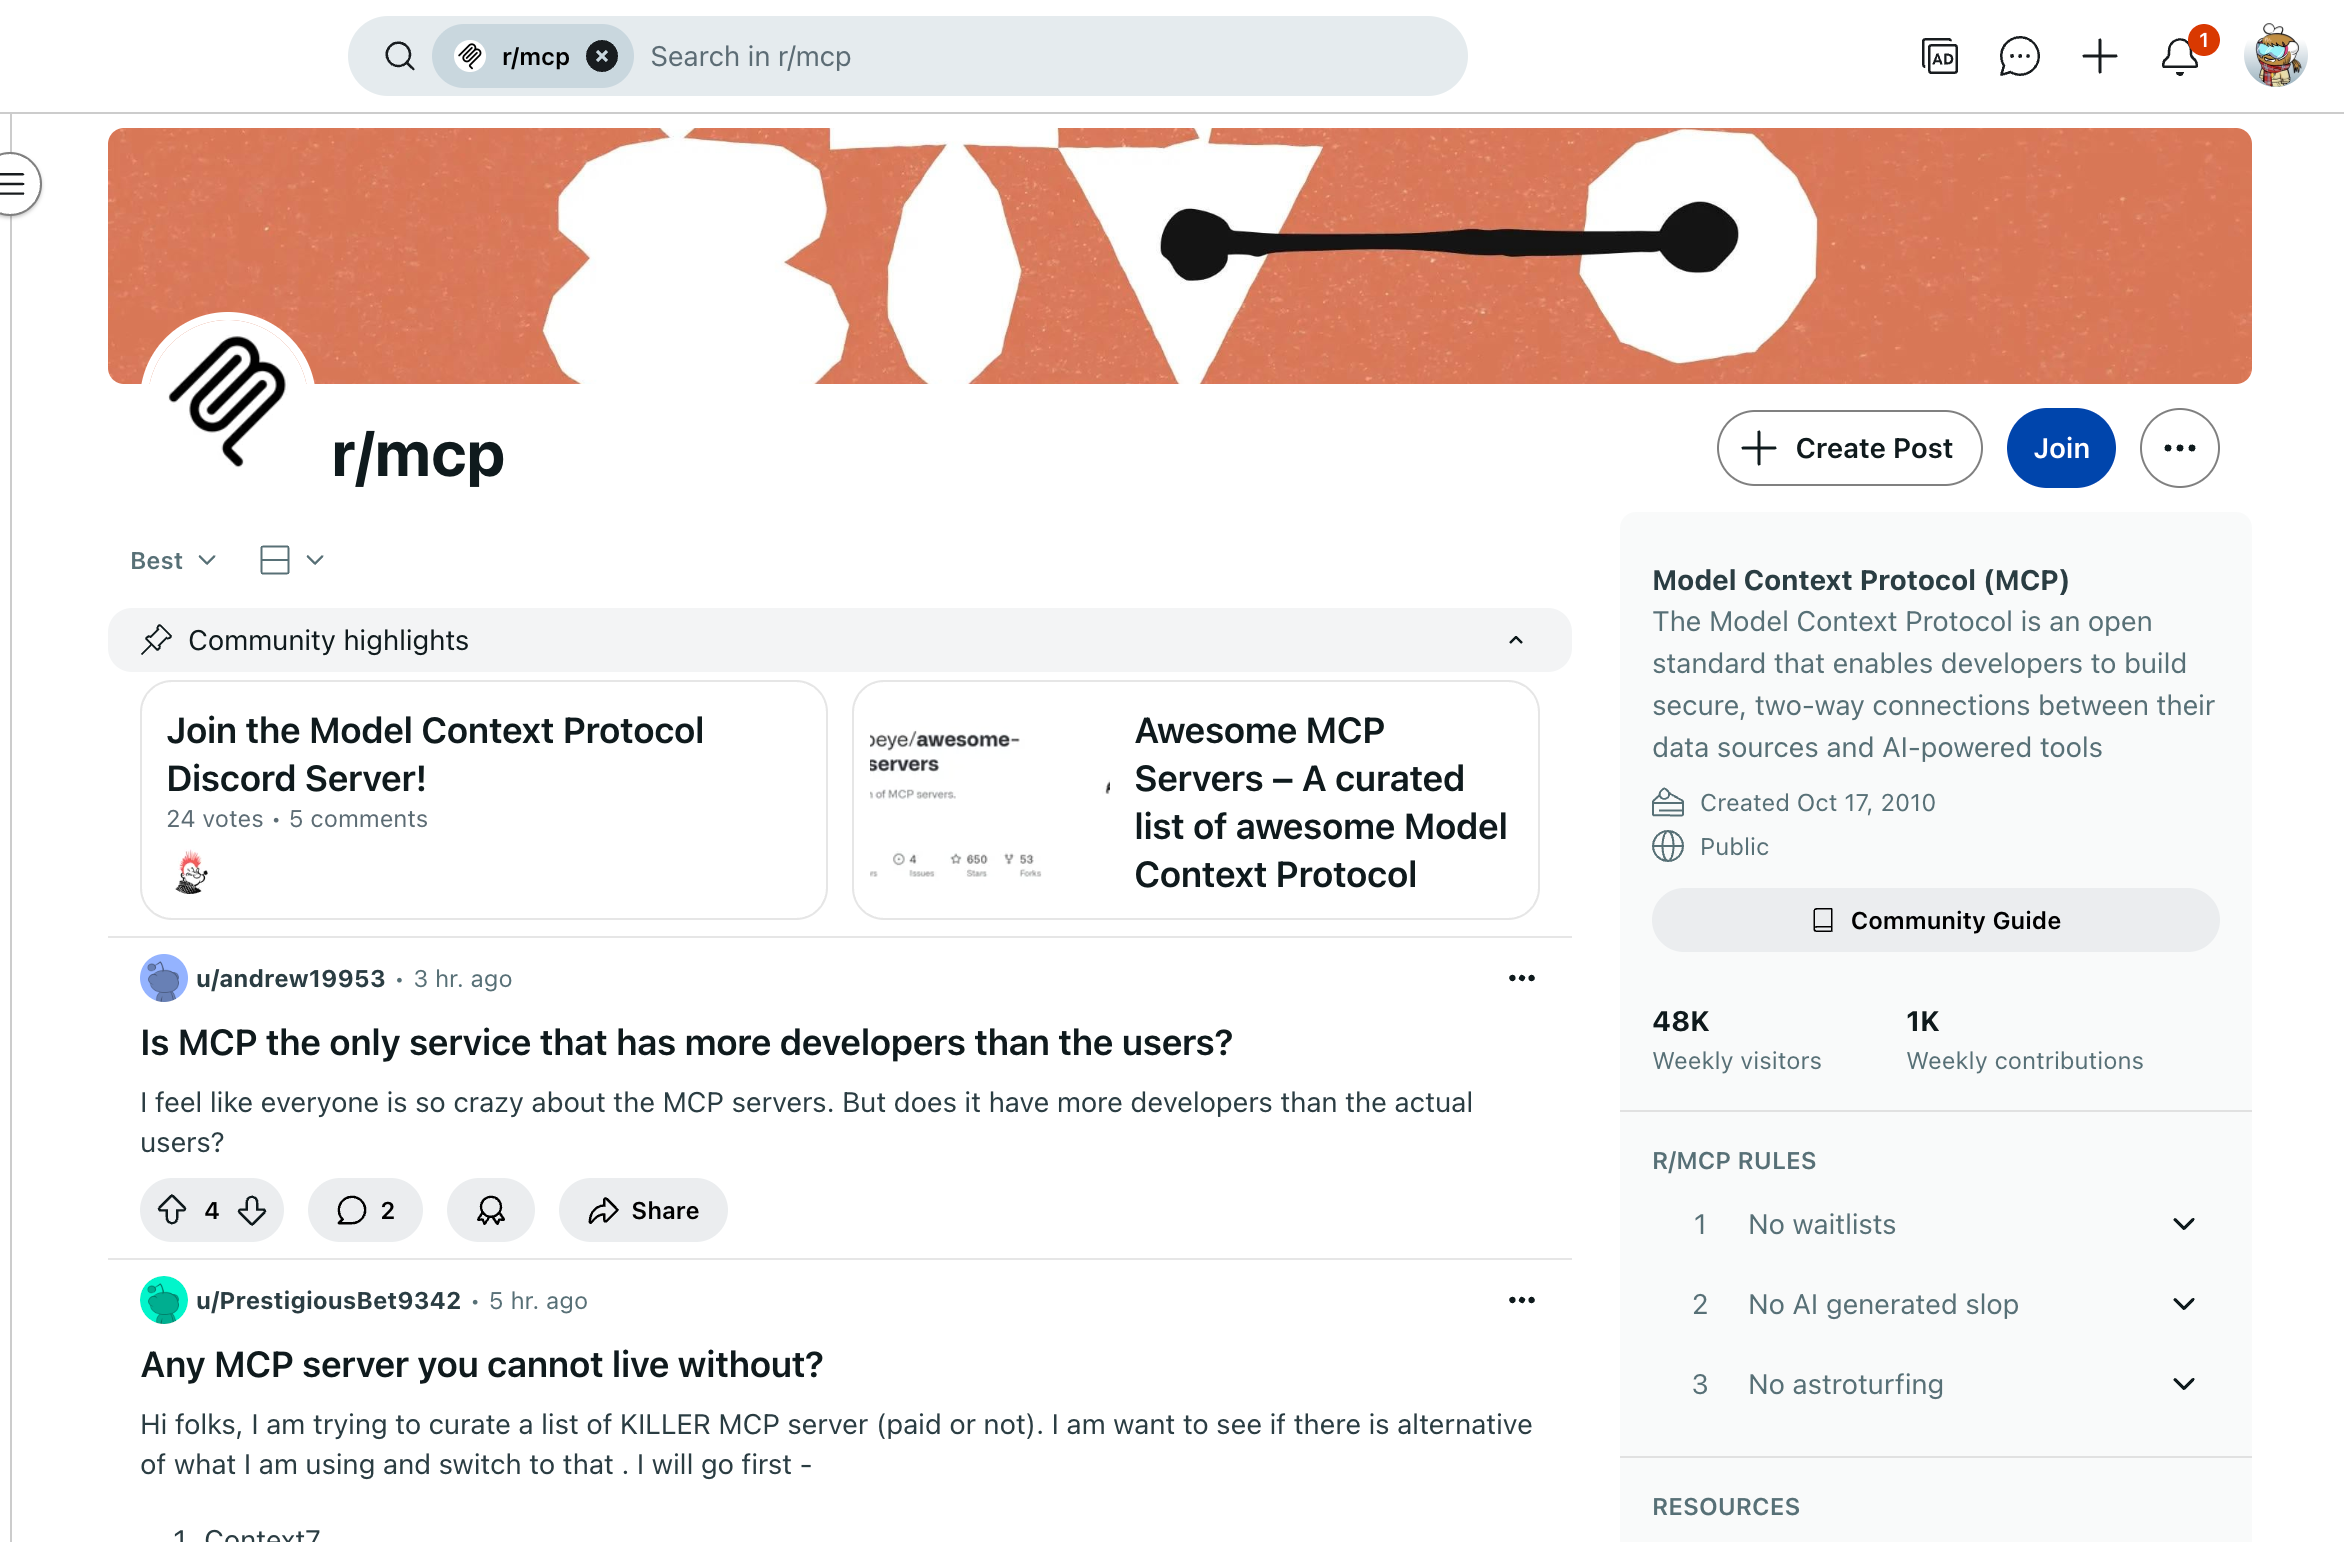 r/mcp
Search in r/mcp
AD
1
r/mcp
Create Post
Join
Best
Community highlights
Join the Model Context Protocol
Discord Server!
24 votes • 5 comments
beye/awesome-
servers
of MCP servers.
4
Issues
650
Stars
53
Forks
Awesome MCP
Servers – A curated
list of awesome Model
Context Protocol
u/andrew19953 • 3 hr. ago
Is MCP the only service that has more developers than the users?
I feel like everyone is so crazy about the MCP servers. But does it have more developers than the actual
users?
4
2
Share
u/PrestigiousBet9342 • 5 hr. ago
Any MCP server you cannot live without?
Hi folks, I am trying to curate a list of KILLER MCP server (paid or not). I am want to see if there is alternative
of what I am using and switch to that . I will go first -
1. Context7
Model Context Protocol (MCP)
The Model Context Protocol is an open
standard that enables developers to build
secure, two-way connections between their
data sources and AI-powered tools
Created Oct 17, 2010
Public
Community Guide
48K
Weekly visitors
1K
Weekly contributions
R/MCP RULES
1 No waitlists
2 No AI generated slop
3 No astroturfing
RESOURCES